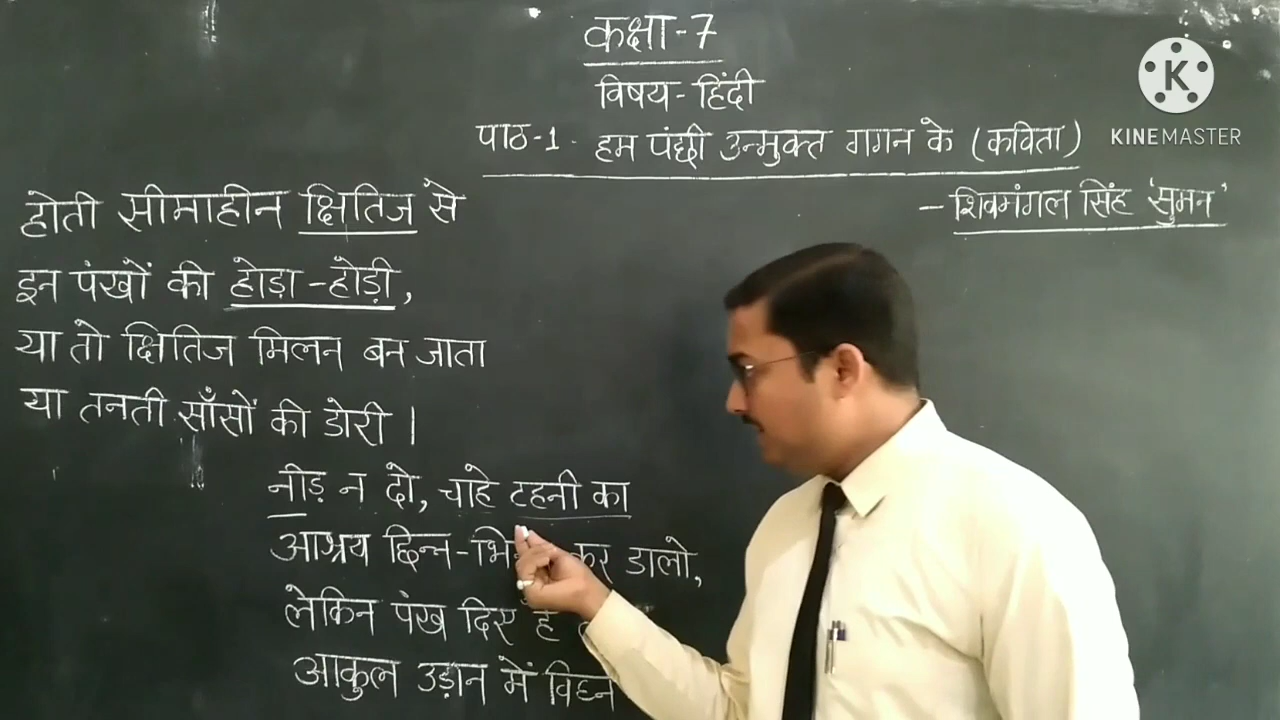 कक्षा-7
विषय-हिंदी
पाठ-1. हम पंछी उन्मुक्त गगन के (कविता)
-शिवमंगल सिंह 'सुमन'
KINEMASTER
होती सीमाहीन क्षितिज से
इन पंखों की होड़ा-होड़ी,
या तो क्षितिज मिलन बन जाता
या तनती साँसों की डोरी।
नीड़ न दो, चाहे टहनी का
आश्रय छिन्न-भि कर डालो,
लेकिन पंख दिए हैं
आकुल उड़ान में विघ्न